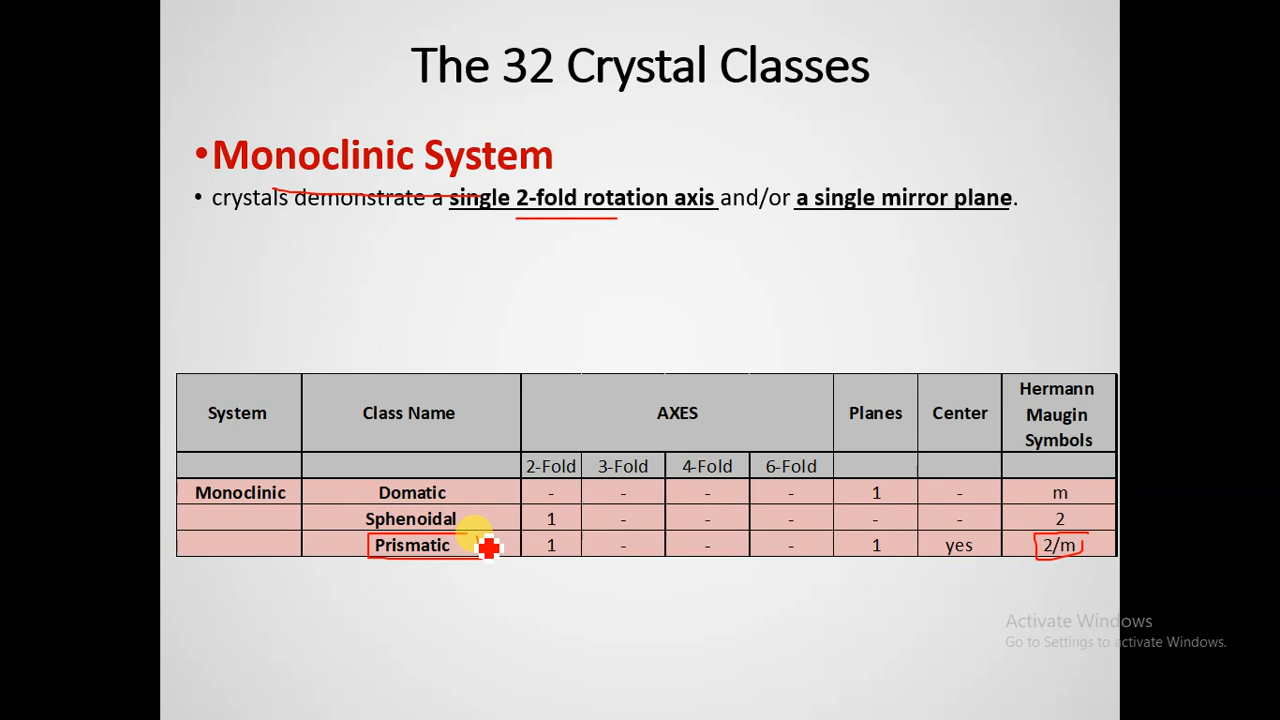 The 32 Crystal Classes
•Monoclinic System
• crystals demonstrate a single 2-fold rotation axis and/or a single mirror plane.
System Class Name AXES Planes Center Hermann Maugin Symbols
2-Fold 3-Fold 4-Fold 6-Fold
Monoclinic Domatic - - - - 1 - m
Sphenoidal 1 - - - - - 2
Prismatic 1 - - - 1 yes 2/m
Activate Windows
Go to Settings to activate Windows.